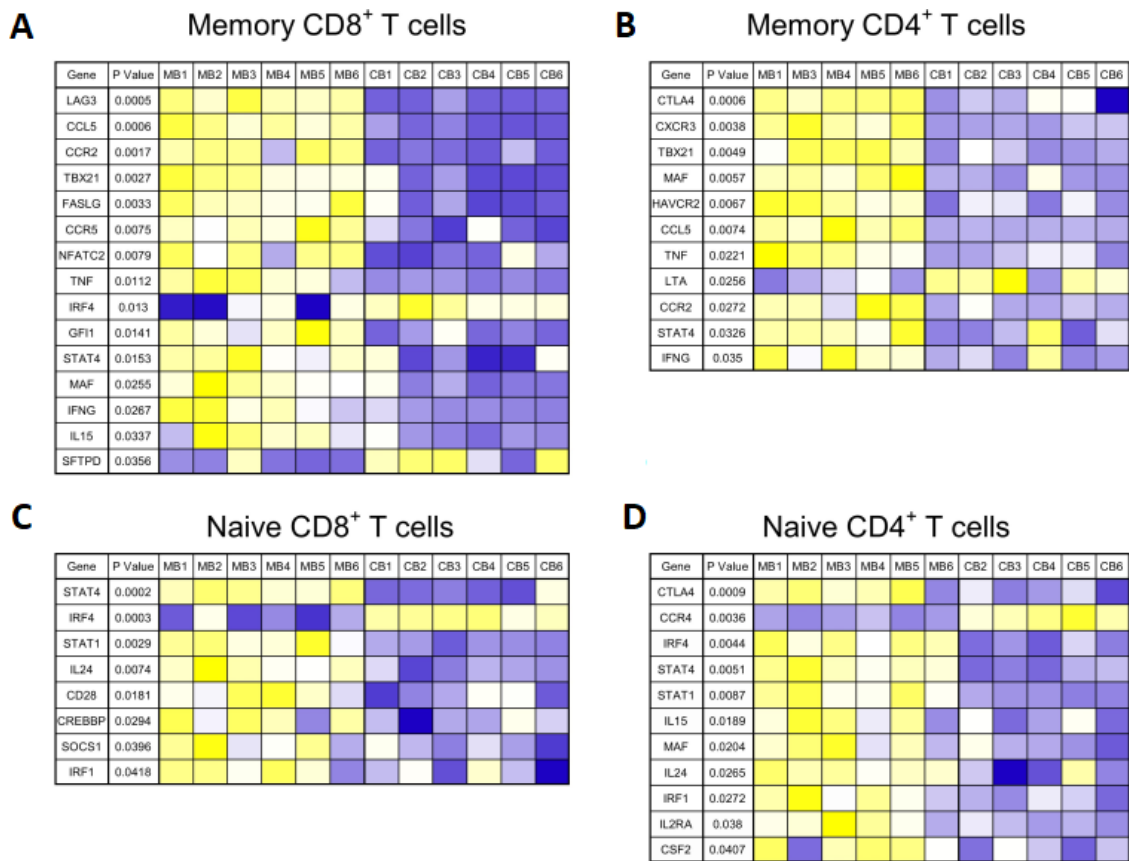 A Memory CD8⁺ T cells
Gene P Value MB1 MB2 MB3 MB4 MB5 MB6 CB1 CB2 CB3 CB4 CB5 CB6
LAG3 0.0005
CCL5 0.0006
CCR2 0.0017
TBX21 0.0027
FASLG 0.0033
CCR5 0.0075
NFATC2 0.0079
TNF 0.0112
IRF4 0.013
GFI1 0.0141
STAT4 0.0153
MAF 0.0255
IFNG 0.0267
IL15 0.0337
SFTPD 0.0356
B Memory CD4⁺ T cells
Gene P Value MB1 MB3 MB4 MB5 MB6 CB1 CB2 CB3 CB4 CB5 CB6
CTLA4 0.0006
CXCR3 0.0038
TBX21 0.0049
MAF 0.0057
HAVCR2 0.0067
CCL5 0.0074
TNF 0.0221
LTA 0.0256
CCR2 0.0272
STAT4 0.0326
IFNG 0.035
C Naive CD8⁺ T cells
Gene P Value MB1 MB2 MB3 MB4 MB5 MB6 CB1 CB2 CB3 CB4 CB5 CB6
STAT4 0.0002
IRF4 0.0003
STAT1 0.0029
IL24 0.0074
CD28 0.0181
CREBBP 0.0294
SOCS1 0.0396
IRF1 0.0418
D Naive CD4⁺ T cells
Gene P Value MB1 MB2 MB3 MB4 MB5 MB6 CB2 CB3 CB4 CB5 CB6
CTLA4 0.0009
CCR4 0.0036
IRF4 0.0044
STAT4 0.0051
STAT1 0.0087
IL15 0.0189
MAF 0.0204
IL24 0.0265
IRF1 0.0272
IL2RA 0.038
CSF2 0.0407